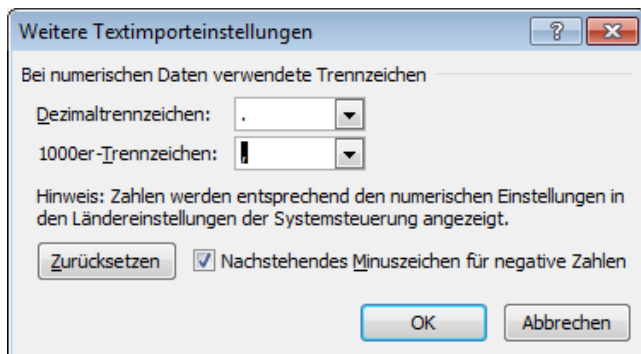 Weitere Textimporteinstellungen
Bei numerischen Daten verwendete Trennzeichen
Dezimaltrennzeichen: .
1000er-Trennzeichen: ,
Hinweis: Zahlen werden entsprechend den numerischen Einstellungen in
den Ländereinstellungen der Systemsteuerung angezeigt.
Zurücksetzen Nachstehendes Minuszeichen für negative Zahlen
OK Abbrechen